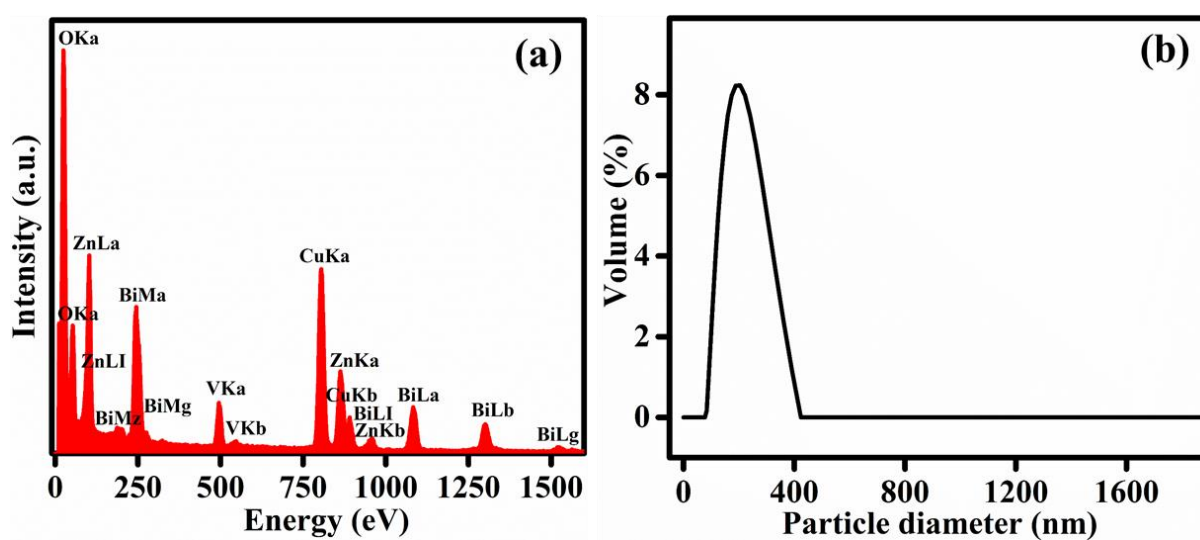 (a)
OKa
ZnLa
OKa
ZnLI
BiMz
BiMa
BiMg
VKa
VKb
CuKa
ZnKa
CuKb
BiLI
ZnKb
BiLa
BiLb
BiLg
Intensity (a.u.)
0 250 500 750 1000 1250 1500
Energy (eV)
(b)
8
6
4
2
0
Volume (%)
0 400 800 1200 1600
Particle diameter (nm)